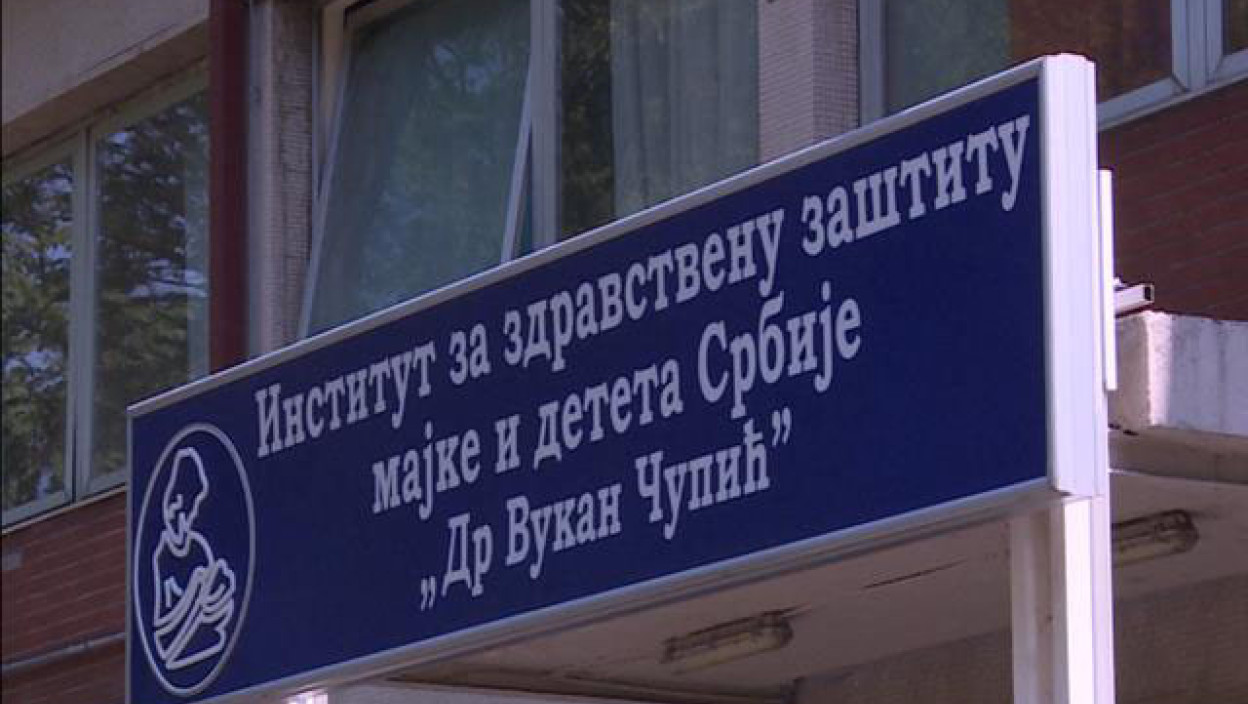 Институт за здравствену заштиту
мајке и детета Србије
„Др Вукан Чупић”